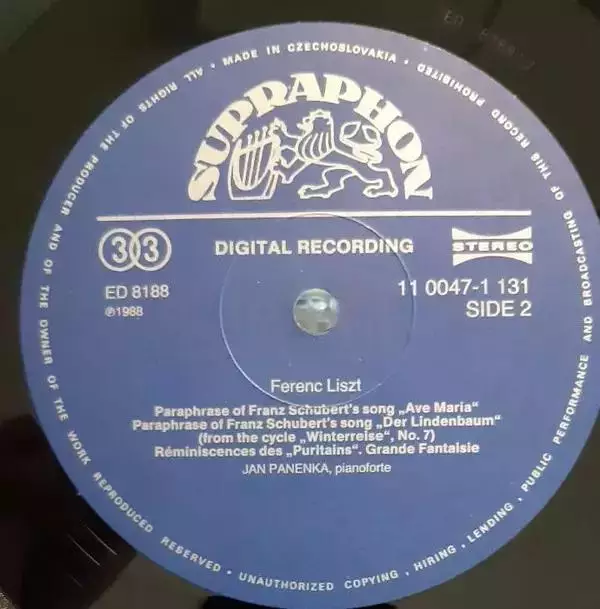 MADE IN CZECHOSLOVAKIA • ALL RIGHTS OF THE PRODUCER AND OF THE OWNER OF THE WORK REPRODUCED RESERVED • UNAUTHORIZED COPYING, HIRING, LENDING, PUBLIC PERFORMANCE AND BROADCASTING OF THIS RECORD PROHIBITED •
SUPRAPHON
33
DIGITAL RECORDING
STEREO
ED 8188
11 0047-1 131
℗1988
SIDE 2
Ferenc Liszt
Paraphrase of Franz Schubert's song „Ave Maria“
Paraphrase of Franz Schubert's song „Der Lindenbaum“
(from the cycle „Winterreise“, No. 7)
Réminiscences des „Puritains“. Grande Fantaisie
JAN PANENKA, pianoforte